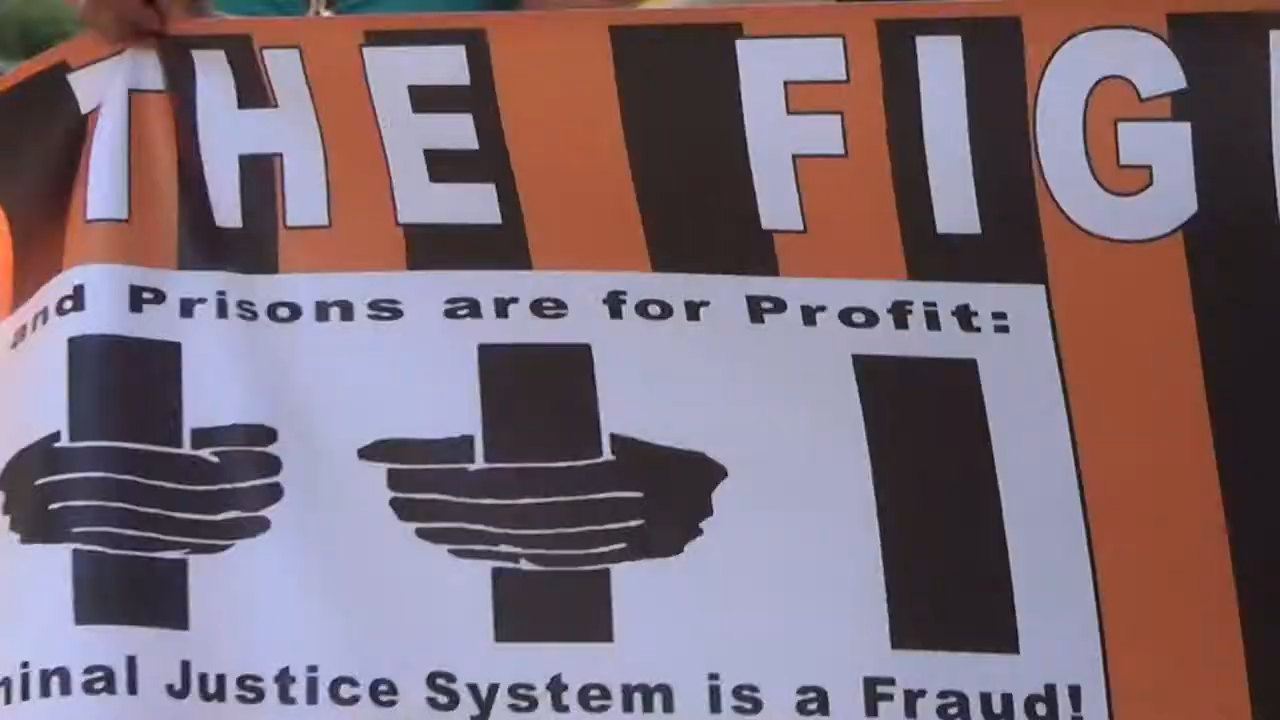 THE FIG
and Prisons are for Profit:
minal Justice System is a Fraud!